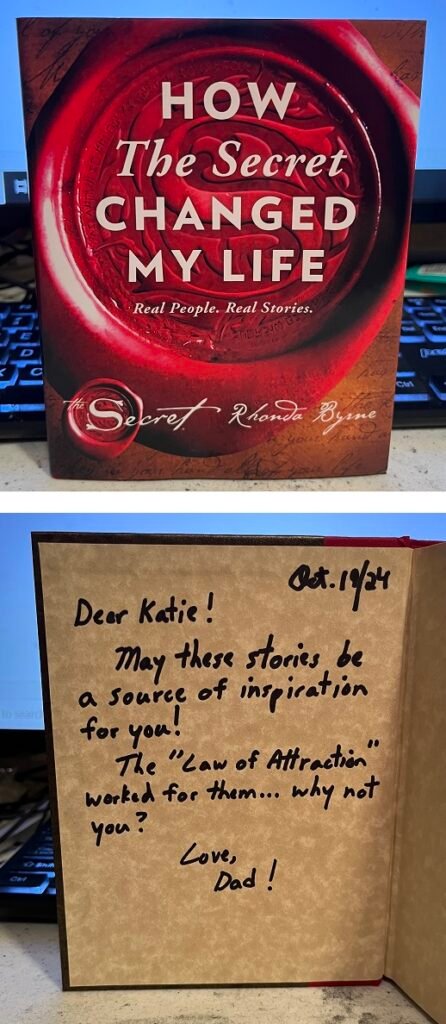 HOW
The Secret
CHANGED
MY LIFE
Real People. Real Stories.
the Secret Rhonda Byrne
Oct. 19/24
Dear Katie!
May these stories be
a source of inspiration
for you!
The "Law of Attraction"
worked for them... why not
you?
Love,
Dad!